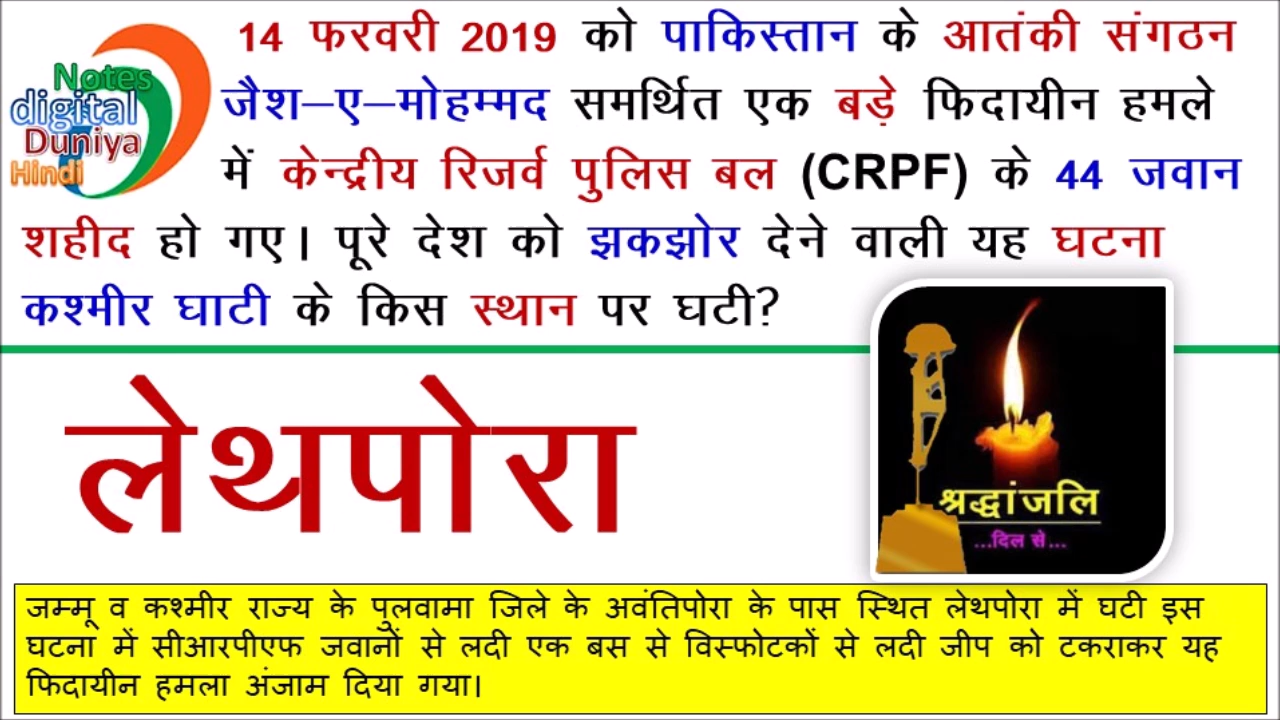 14 फरवरी 2019 को पाकिस्तान के आतंकी संगठन
Notes
digital
Duniya
Hindi
जैश–ए–मोहम्मद समर्थित एक बड़े फिदायीन हमले
में केन्द्रीय रिजर्व पुलिस बल (CRPF) के 44 जवान
शहीद हो गए। पूरे देश को झकझोर देने वाली यह घटना
कश्मीर घाटी के किस स्थान पर घटी?
लेथपोरा
श्रद्धांजलि
...दिल से...
जम्मू व कश्मीर राज्य के पुलवामा जिले के अवंतिपोरा के पास स्थित लेथपोरा में घटी इस
घटना में सीआरपीएफ जवानों से लदी एक बस से विस्फोटकों से लदी जीप को टकराकर यह
फिदायीन हमला अंजाम दिया गया।